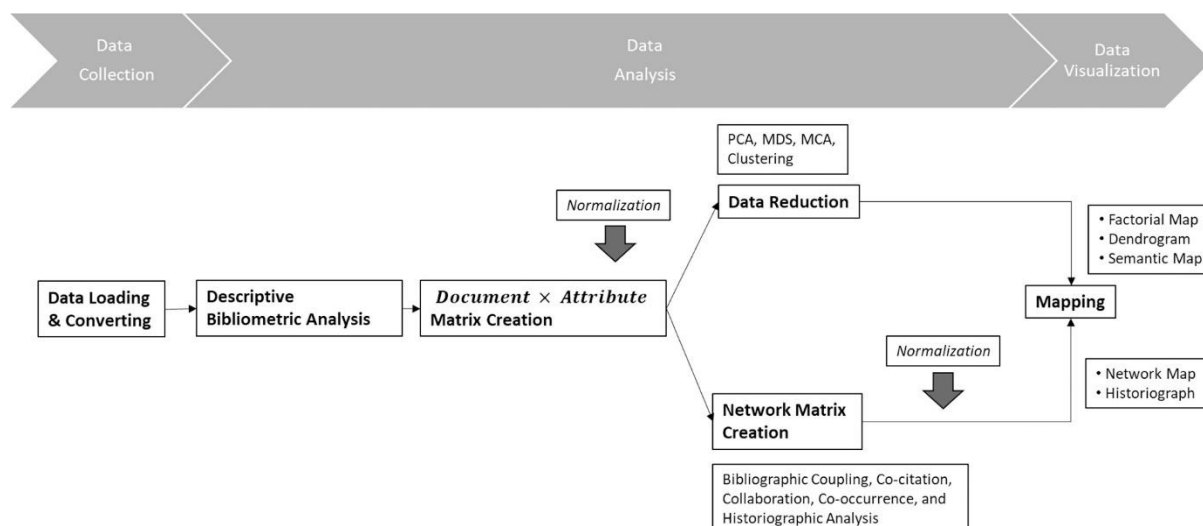 Data
Collection
Data
Analysis
Data
Visualization
PCA, MDS, MCA,
Clustering
Normalization
Data Reduction
• Factorial Map
• Dendrogram
• Semantic Map
Data Loading
& Converting
Descriptive
Bibliometric Analysis
Document × Attribute
Matrix Creation
Mapping
Normalization
• Network Map
• Historiograph
Network Matrix
Creation
Bibliographic Coupling, Co-citation,
Collaboration, Co-occurrence, and
Historiographic Analysis